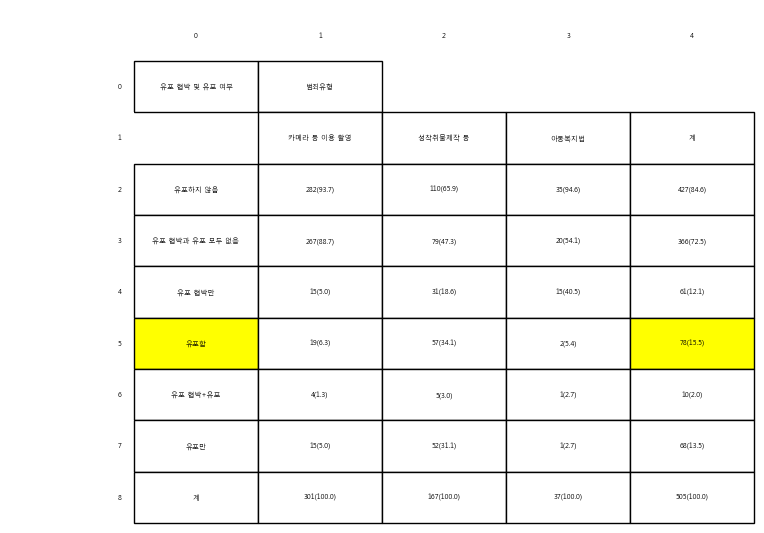 0 1 2 3 4
0 유포 협박 및 유포 여부 범죄유형
1 카메라 등 이용 촬영 성착취물제작 등 아동복지법 계
2 유포하지 않음 282(93.7) 110(65.9) 35(94.6) 427(84.6)
3 유포 협박과 유포 모두 없음 267(88.7) 79(47.3) 20(54.1) 366(72.5)
4 유포 협박만 15(5.0) 31(18.6) 15(40.5) 61(12.1)
5 유포함 19(6.3) 57(34.1) 2(5.4) 78(15.5)
6 유포 협박+유포 4(1.3) 5(3.0) 1(2.7) 10(2.0)
7 유포만 15(5.0) 52(31.1) 1(2.7) 68(13.5)
8 계 301(100.0) 167(100.0) 37(100.0) 505(100.0)